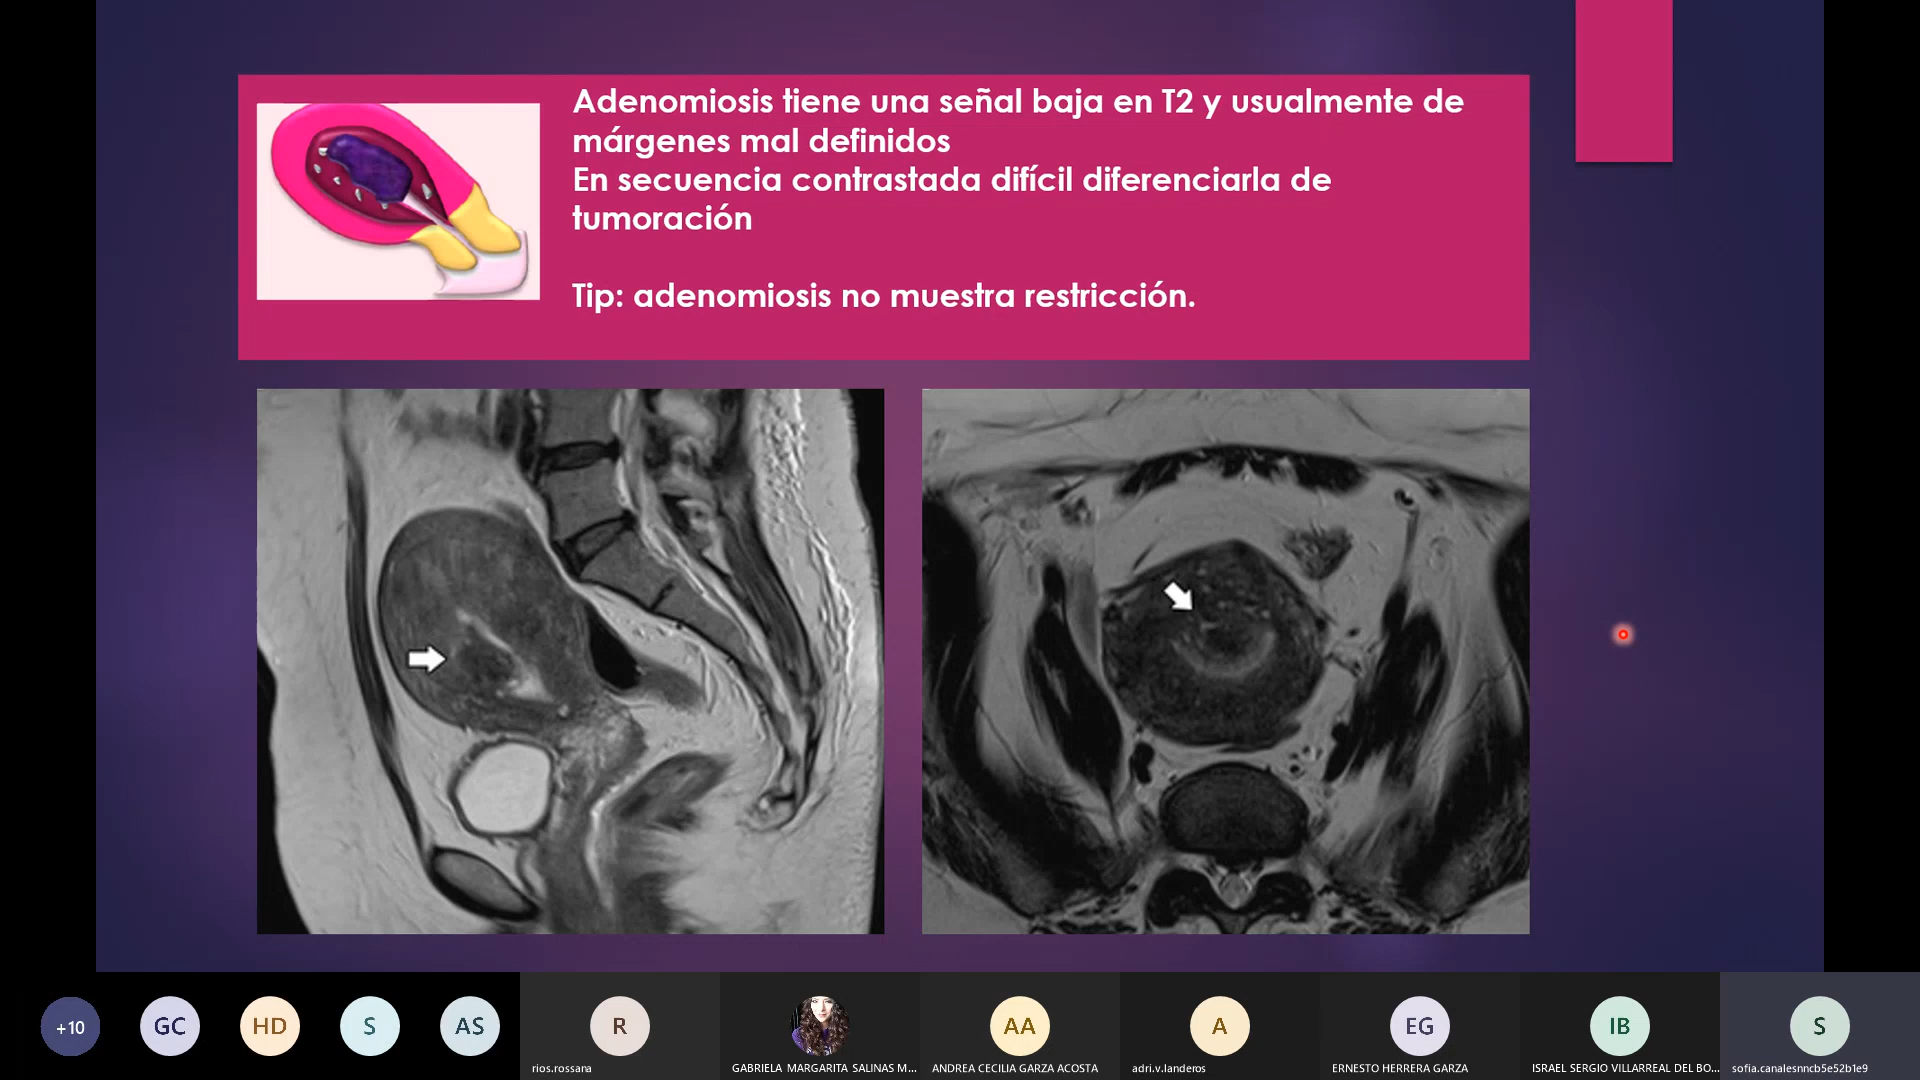 Adenomiosis tiene una señal baja en T2 y usualmente de
márgenes mal definidos
En secuencia contrastada difícil diferenciarla de
tumoración
Tip: adenomiosis no muestra restricción.
+10
GC
HD
S
AS
R
AA
A
EG
IB
S
rios.rossana
GABRIELA MARGARITA SALINAS M...
ANDREA CECILIA GARZA ACOSTA
adri.v.landeros
ERNESTO HERRERA GARZA
ISRAEL SERGIO VILLARREAL DEL BO...
sofia.canalesnncb5e52b1e9